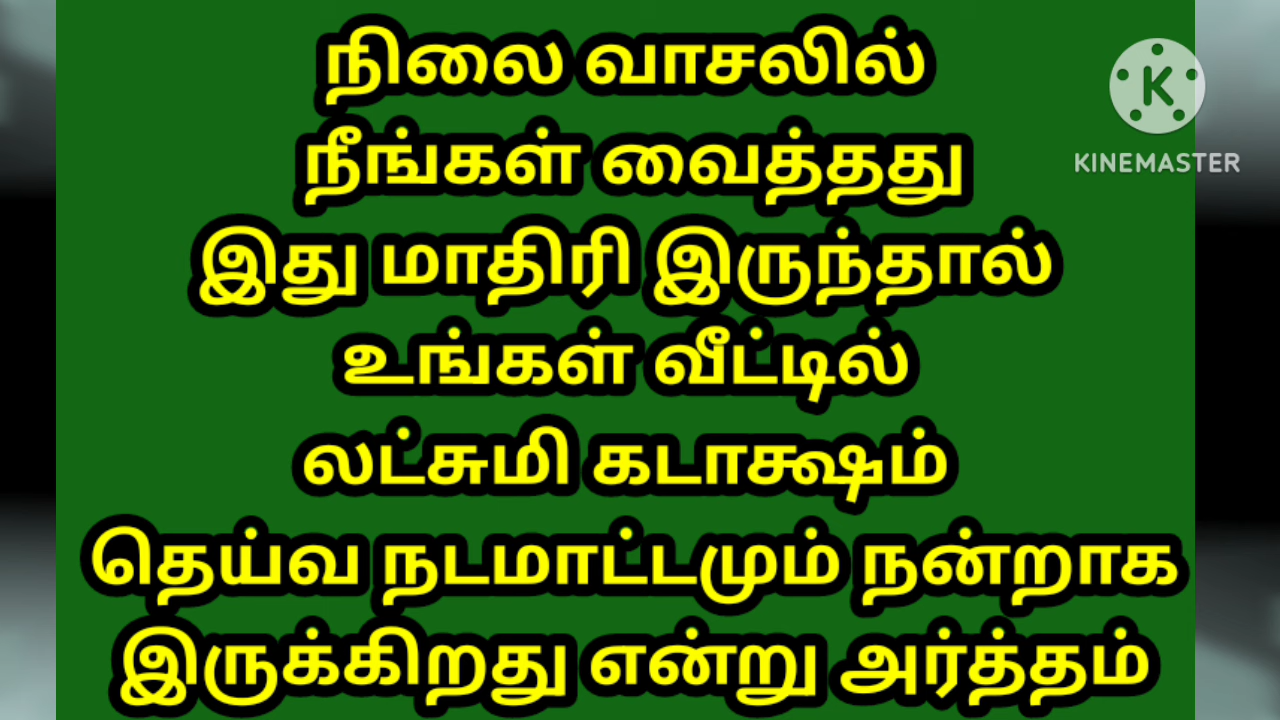 நிலை வாசலில்
நீங்கள் வைத்தது
இது மாதிரி இருந்தால்
உங்கள் வீட்டில்
லட்சுமி கடாக்ஷம்
தெய்வ நடமாட்டமும் நன்றாக
இருக்கிறது என்று அர்த்தம்
K
KINEMASTER